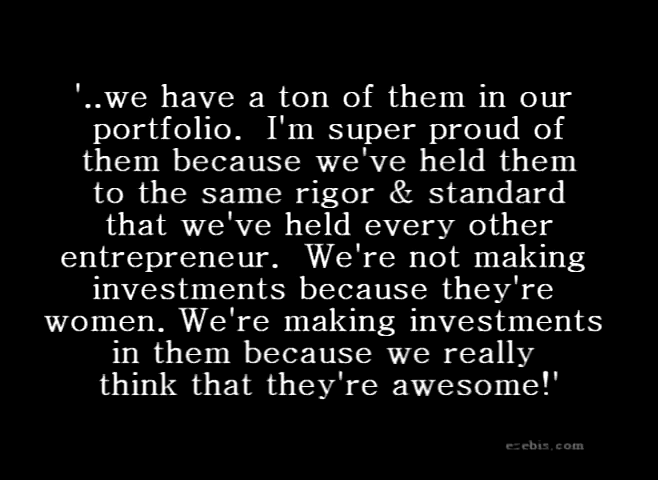 '..we have a ton of them in our
portfolio.  I'm super proud of
them because we've held them
to the same rigor & standard
that we've held every other
entrepreneur.  We're not making
investments because they're
women. We're making investments
in them because we really
think that they're awesome!'